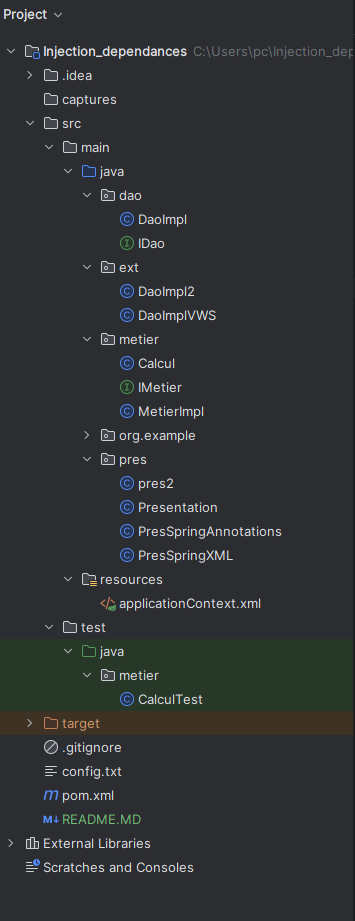 Project
Injection_dependances C:\Users\pc\Injection_dep
.idea
captures
src
main
java
dao
DaoImpl
IDao
ext
DaoImpl2
DaoImplVWS
metier
Calcul
IMetier
MetierImpl
org.example
pres
pres2
Presentation
PresSpringAnnotations
PresSpringXML
resources
applicationContext.xml
test
java
metier
CalculTest
target
.gitignore
config.txt
pom.xml
README.MD
External Libraries
Scratches and Consoles